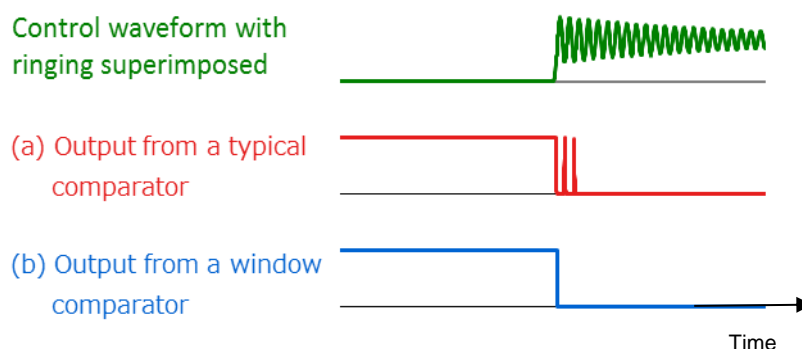 Control waveform with
ringing superimposed
(a) Output from a typical
comparator
(b) Output from a window
comparator
Time